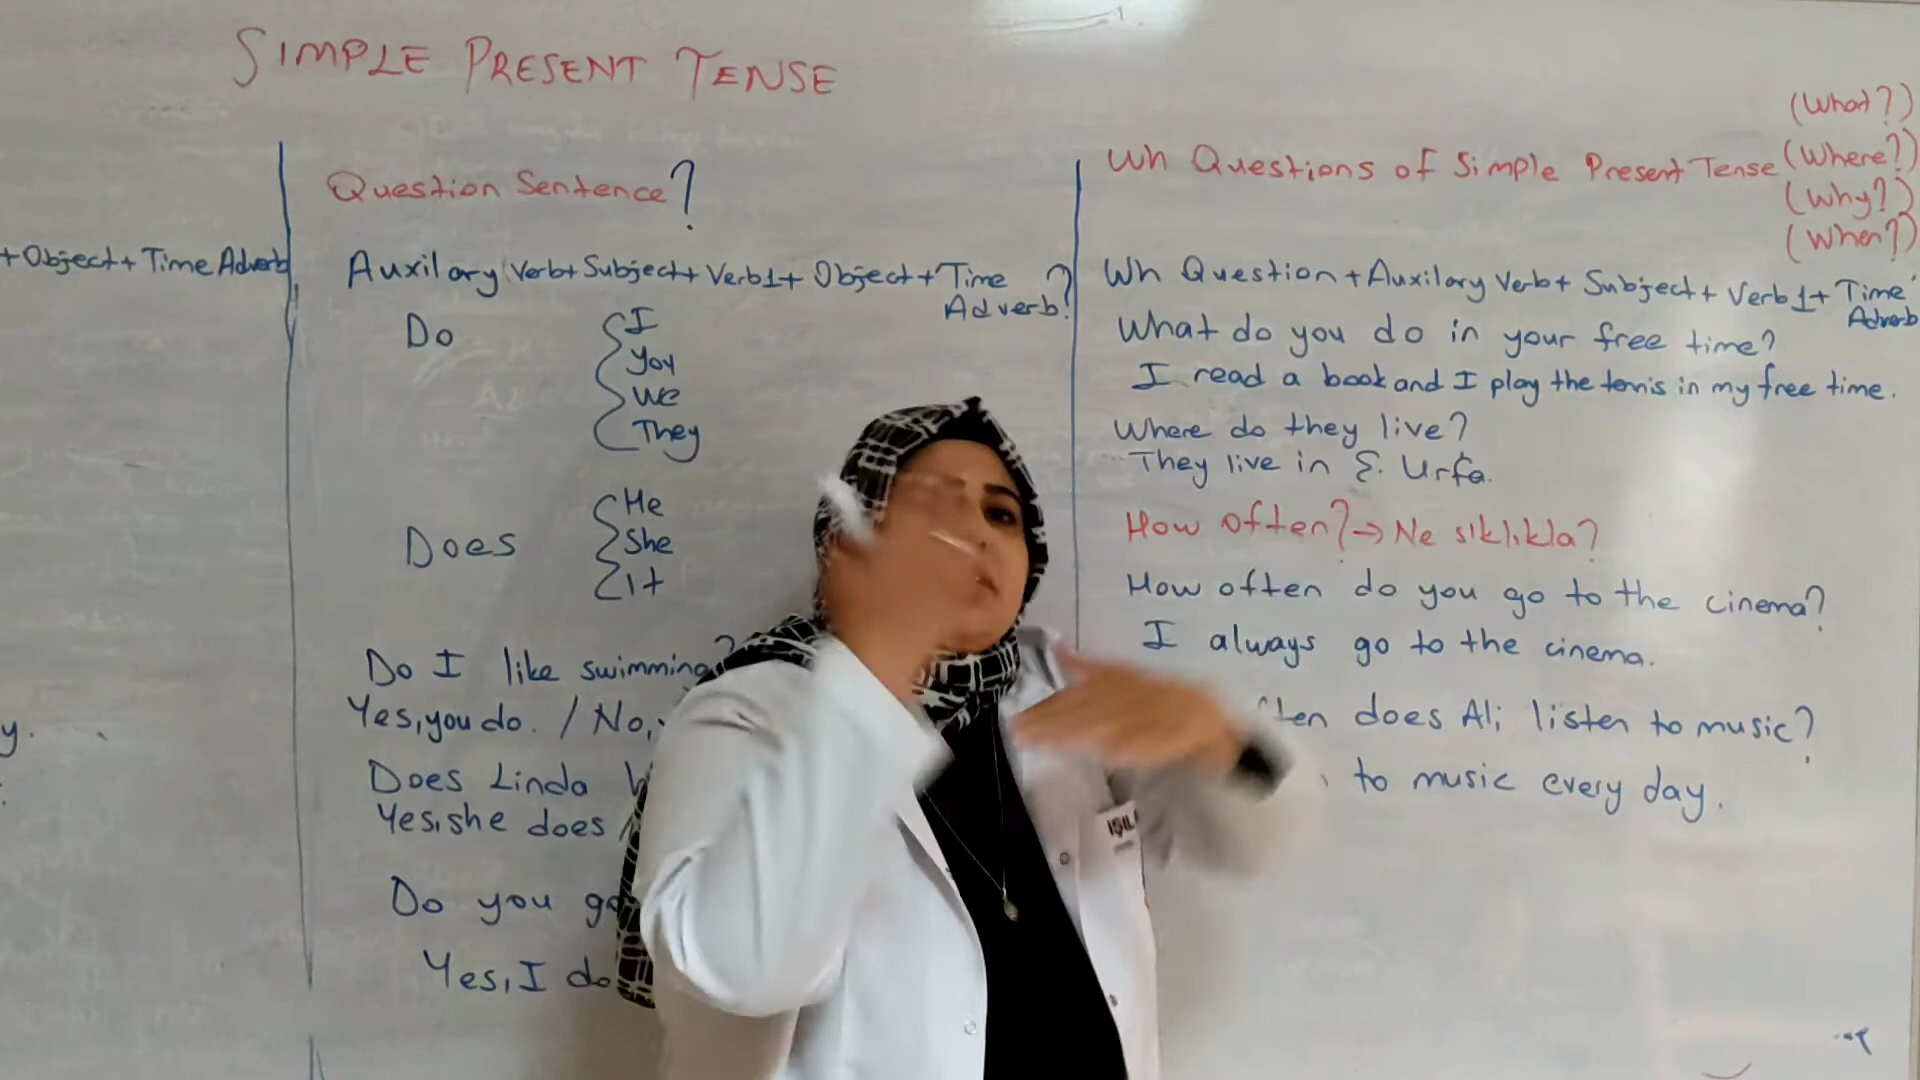 SIMPLE PRESENT TENSE
+ Object + Time Adverb
y.
Question Sentence?
Auxilary Verb + Subject + Verb1 + Object + Time Adverb?
Do
I
you
we
They
Does
He
She
It
Do I like swimming?
Yes, you do. / No,
Does Linda
Yes, she does
Do you go
Yes, I do
Wh Questions of Simple Present Tense
(What?)
(Where?)
(Why?)
(When?)
Wh Question + Auxilary Verb + Subject + Verb1 + Time Adverb
What do you do in your free time?
I read a book and I play the tennis in my free time.
Where do they live?
They live in Ş. Urfa.
How often? → Ne sıklıkla?
How often do you go to the cinema?
I always go to the cinema.
ten does Ali listen to music?
to music every day.
IŞIL